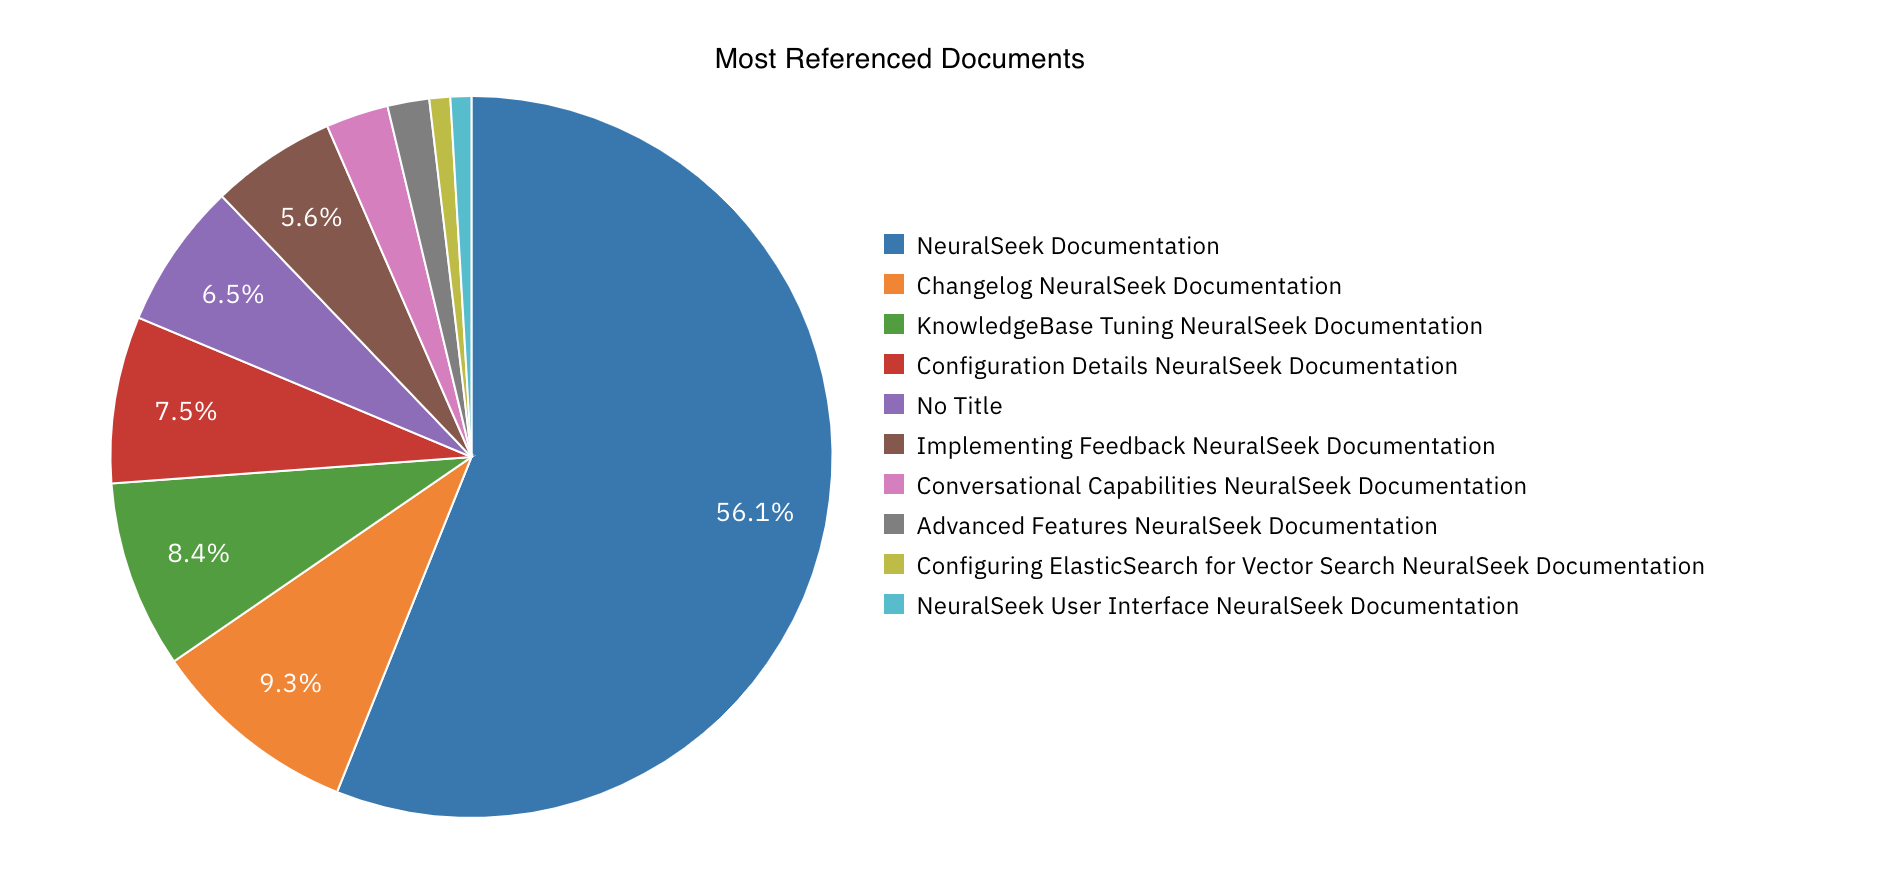 Most Referenced Documents
5.6%
6.5%
7.5%
8.4%
9.3%
56.1%
NeuralSeek Documentation
Changelog NeuralSeek Documentation
KnowledgeBase Tuning NeuralSeek Documentation
Configuration Details NeuralSeek Documentation
No Title
Implementing Feedback NeuralSeek Documentation
Conversational Capabilities NeuralSeek Documentation
Advanced Features NeuralSeek Documentation
Configuring ElasticSearch for Vector Search NeuralSeek Documentation
NeuralSeek User Interface NeuralSeek Documentation